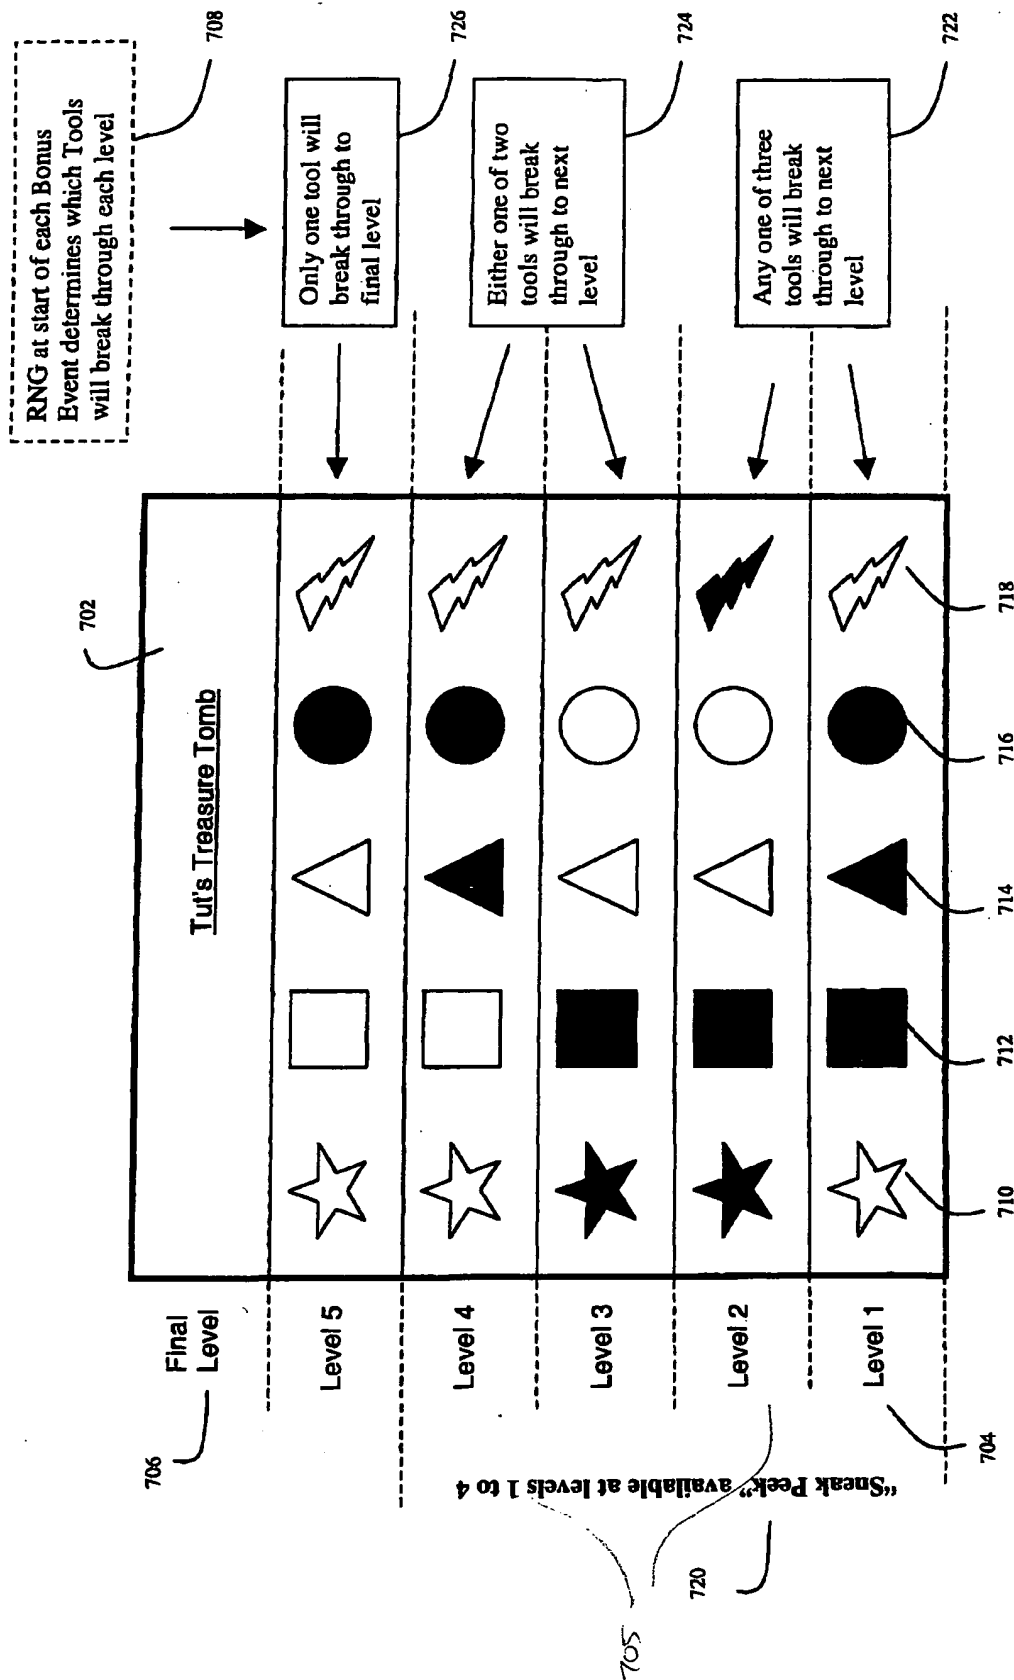 RNG at start of each Bonus
Event determines which Tools
will break through each level
708
702
Tut's Treasure Tomb
706
Final
Level
Level 5
Only one tool will
break through to
final level
726
Level 4
Level 3
Either one of two
tools will break
through to next
level
724
Level 2
Level 1
Any one of three
tools will break
through to next
level
722
704
"Sneak Peek" available at levels 1 to 4
720
705
710
712
714
716
718